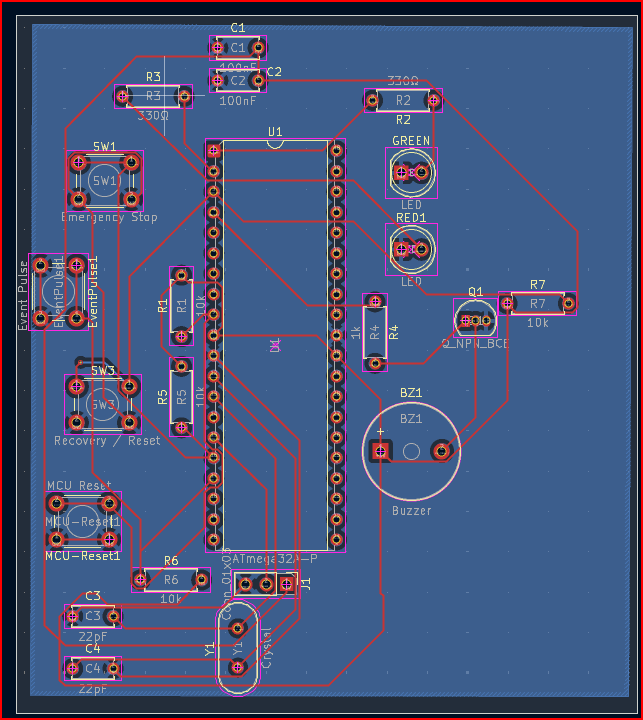 C1
C1
100nF
C2
C2
100nF
R3
R3
330Ω
330Ω
R2
R2
U1
SW1
SW1
Emergency Stop
GREEN
LED
RED1
LED
Event Pulse
EventPulse1
EventPulse1
R1
R1
10k
U1
1k
R4
R4
Q1
Q_NPN_BCE
R7
R7
10k
SW3
SW3
Recovery / Reset
R5
R5
10k
BZ1
BZ1
+
Buzzer
MCU Reset
MCU-Reset1
MCU-Reset1
ATmega32A-P
R6
R6
10k
Conn_01x03
J1
C3
C3
22pF
C4
C4
22pF
Y1
Y1
Crystal